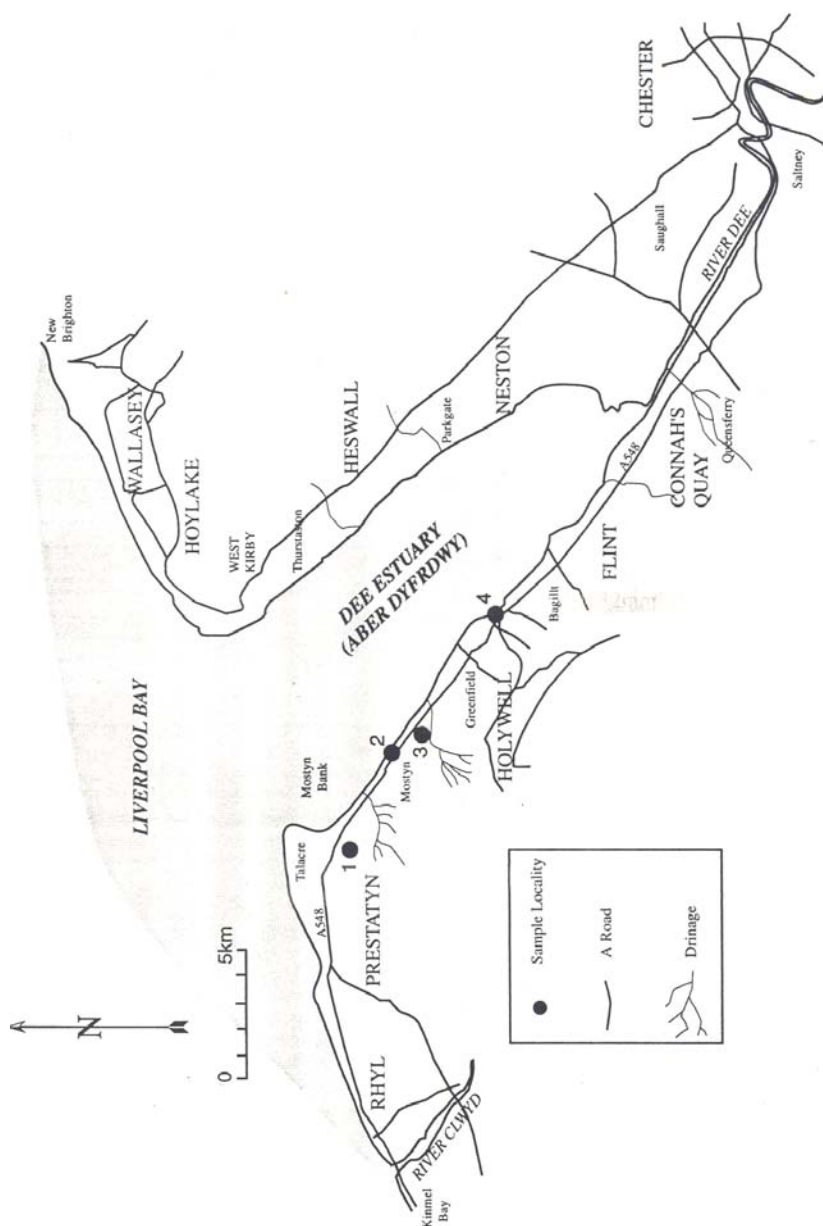 New
Brighton
WALLASEY
HOYLAKE
WEST
KIRBY
Thurstaston
HESWALL
Parkgate
NESTON
CHESTER
Saughall
RIVER DEE
Saltney
LIVERPOOL BAY
DEE ESTUARY
(ABER DYFRDWY)
CONNAH'S
QUAY
Queensferry
A548
FLINT
4
Bagillt
Greenfield
HOLYWELL
2
3
Mostyn
Mostyn
Bank
1
Talacre
A548
PRESTATYN
RHYL
RIVER CLWYD
Kinmel
Bay
N
0
5km
Sample Locality
A Road
Drinage